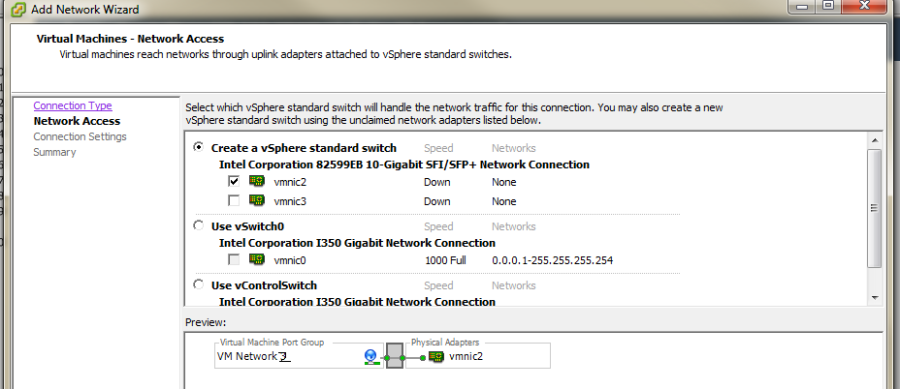 Add Network Wizard
Virtual Machines - Network Access
Virtual machines reach networks through uplink adapters attached to vSphere standard switches.
Connection Type
Network Access
Connection Settings
Summary
Select which vSphere standard switch will handle the network traffic for this connection. You may also create a new
vSphere standard switch using the unclaimed network adapters listed below.
Create a vSphere standard switch Speed Networks
Intel Corporation 82599EB 10-Gigabit SFI/SFP+ Network Connection
vmnic2 Down None
vmnic3 Down None
Use vSwitch0 Speed Networks
Intel Corporation I350 Gigabit Network Connection
vmnic0 1000 Full 0.0.0.1-255.255.255.254
Use vControlSwitch Speed Networks
Intel Corporation I350 Gigabit Network Connection
Preview:
Virtual Machine Port Group Physical Adapters
VM Network 3 vmnic2